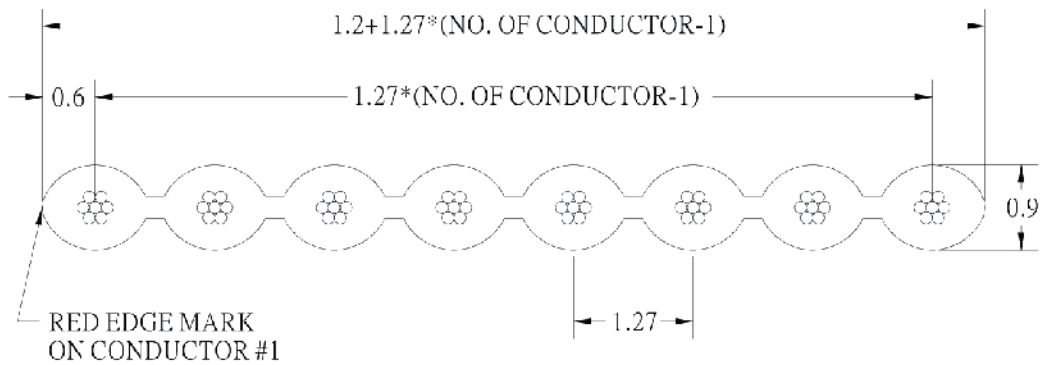 1.2+1.27*(NO. OF CONDUCTOR-1)
0.6
1.27*(NO. OF CONDUCTOR-1)
0.9
1.27
RED EDGE MARK
ON CONDUCTOR #1